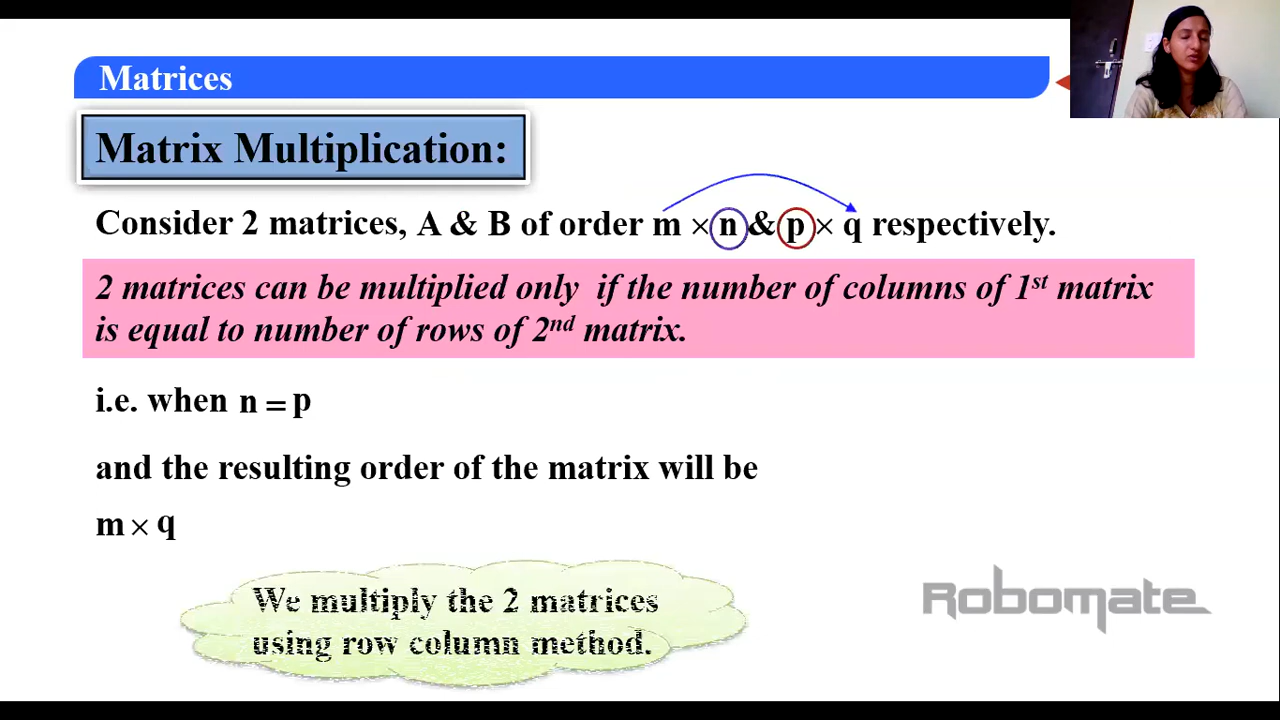 Matrices
Matrix Multiplication:
Consider 2 matrices, A & B of order m × n & p × q respectively.
2 matrices can be multiplied only if the number of columns of 1st matrix
is equal to number of rows of 2nd matrix.
i.e. when n = p
and the resulting order of the matrix will be
m × q
We multiply the 2 matrices
using row column method.
Robomate